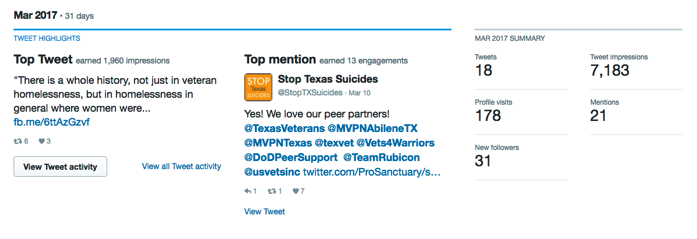 Mar 2017 · 31 days
TWEET HIGHLIGHTS
Top Tweet earned 1,960 impressions
"There is a whole history, not just in veteran
homelessness, but in homelessness in
general where women were...
fb.me/6ttAzGzvf
6 3
View Tweet activity
View all Tweet activity
Top mention earned 13 engagements
STOP
Texas
SUICIDES
Stop Texas Suicides
@StopTXSuicides · Mar 10
Yes! We love our peer partners!
@TexasVeterans @MVPNAbileneTX
@MVPNTexas @texvet @Vets4Warriors
@DoDPeerSupport @TeamRubicon
@usvetsinc twitter.com/ProSanctuary/s…
1 1 7
View Tweet
MAR 2017 SUMMARY
Tweets
18
Tweet impressions
7,183
Profile visits
178
Mentions
21
New followers
31